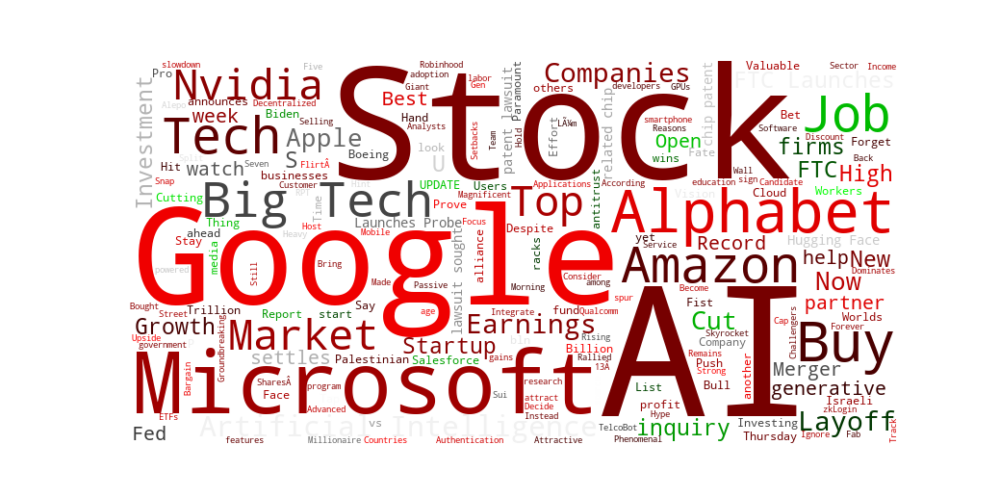 Stock
Google
AI
Microsoft
Alphabet
Amazon
Nvidia
Tech
Big Tech
Buy
Job
Top
Market
Companies
Apple
S
U
Investment
week
watch
Best
Hand
others
Boeing
Biden
Decentralized
announces
Pro
slowdown
Five
Selling
Robinhood
adoption
Giant
Analysts
labor
Gen
Setbacks
Hold
Paramount
patent lawsuit
Team
Effort
LÃ¼m
related chip
developers
GPUs
smartphone
Reasons
Open
wins
Fate
chip patent
Valuable
Sector
Income
FTC Launches
Bet
Software
Discount
Forget
Back
firms
FTC
High
Wall
sign
Candidate
Workers
Cloud
education
According
Applications
antitrust
Hit
Seven
businesses
FlirtÂ
Snap
Cutting
Customer
look
UPDATE
Users
Magnificent
Prove
Thing
Time
Launches Probe
Despite
ahead
Host
Focus
Stay
Heavy
Mobile
media
Still
Bring
powered
Made
Passive
Morning
alliance
racks
lawsuit sought
Consider
among
yet
Service
Record
Hugging Face
help
New
Dominates
Now
partner
Become
spur
Fist
Worlds
Forever
Cap
Challengers
Skyrocket
Company
Cut
Remains
Push
Strong
Bull
another
Merger
generative
Israeli
zkLogin
List
profit
Hype
inquiry
Investing
Thursday
Layoff
Ignore
Fab
Track
TelcoBot
Phenomenal
Bought
Street
Trillion
Growth
Report
start
Say
age
Integrate
fund
Qualcomm
Rising
Earnings
Startup
Billion
Rallied
13A
gains
settles
Palestinian
Salesforce
Upside
government
Groundbreaking
Bargain
SharesÂ
Face
program
Advanced
Sui
research
attract
Decide
Instead
ETFs
Fed
Artificial Intelligence
features
Millionaire
vs
Countries
Authentication
Attractive